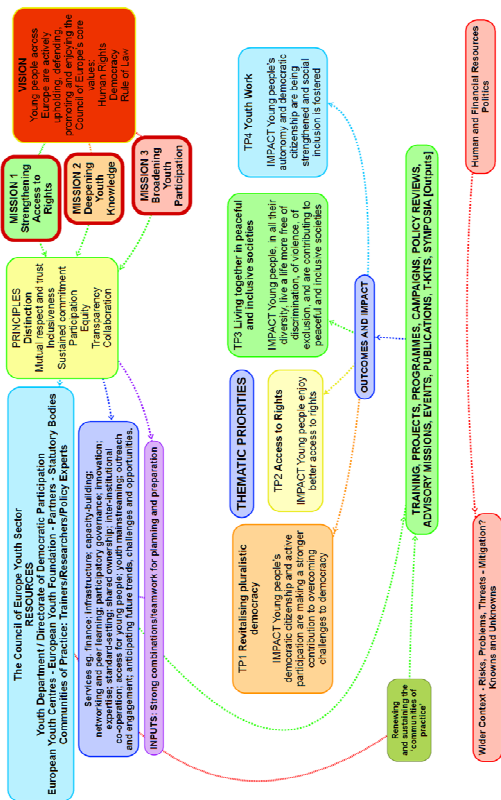 VISION
Young people across
Europe are actively
upholding, defending,
promoting and enjoying the
Council of Europe's core
values:
Human Rights
Democracy
Rule of Law
MISSION 1
Strengthening
Access to
Rights
MISSION 2
Deepening
Youth
Knowledge
MISSION 3
Broadening
Youth
Participation
PRINCIPLES
Distinction
Mutual respect and trust
Inclusiveness
Sustained commitment
Participation
Equity
Transparency
Collaboration
The Council of Europe Youth Sector
RESOURCES
Youth Department / Directorate of Democratic Participation
European Youth Centres - European Youth Foundation - Partners - Statutory Bodies
Communities of Practice: Trainers/Researchers/Policy Experts
Services eg. finance; infrastructure; capacity-building;
networking and peer learning; participatory governance; innovation;
expertise; standard-setting; shared ownership; inter-institutional
co-operation; access for young people; youth mainstreaming; outreach
and engagement; anticipating future trends, challenges and opportunities,
INPUTS: Strong combinations/teamwork for planning and preparation
THEMATIC PRIORITIES
TP1 Revitalising pluralistic
democracy
IMPACT Young people's
democratic citizenship and active
participation are making a stronger
contribution to overcoming
challenges to democracy
TP2 Access to Rights
IMPACT Young people enjoy
better access to rights
TP3 Living together in peaceful
and inclusive societies
IMPACT Young people, in all their
diversity, live a life more free of
discrimination, of violence, of
exclusion, and are contributing to
peaceful and inclusive societies
TP4 Youth Work
IMPACT Young people's
autonomy and democratic
citizenship are being
strengthened and social
inclusion is fostered
OUTCOMES AND IMPACT
Renewing
and sustaining the
'communities of
practice'
TRAINING, PROJECTS, PROGRAMMES, CAMPAIGNS, POLICY REVIEWS,
ADVISORY MISSIONS, EVENTS, PUBLICATIONS, T-KITS, SYMPOSIA [Outputs]
Wider Context - Risks, Problems, Threats - Mitigation?
Knowns and Unknowns
Human and Financial Resources
Politics